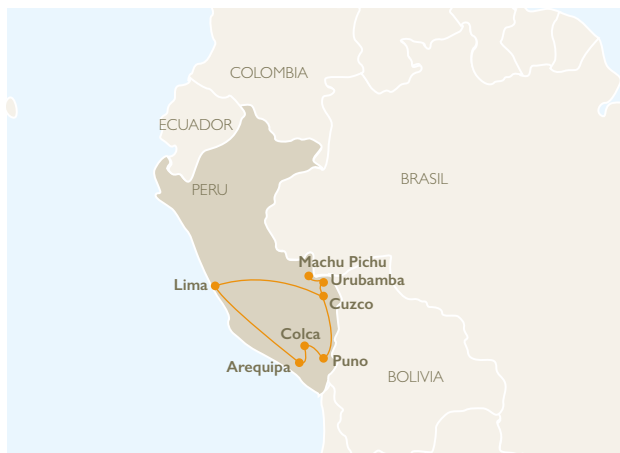 COLOMBIA
ECUADOR
BRASIL
PERU
Machu Pichu
Urubamba
Lima
Cuzco
Colca
Puno
Arequipa
BOLIVIA